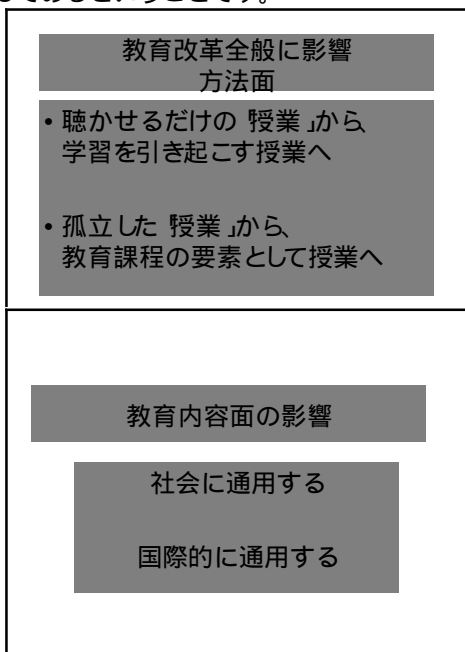 教育改革全般に影響
方法面
• 聴かせるだけの「授業」から、
学習を引き起こす授業へ
• 孤立した「授業」から、
教育課程の要素として授業へ
教育内容面の影響
社会に通用する
国際的に通用する